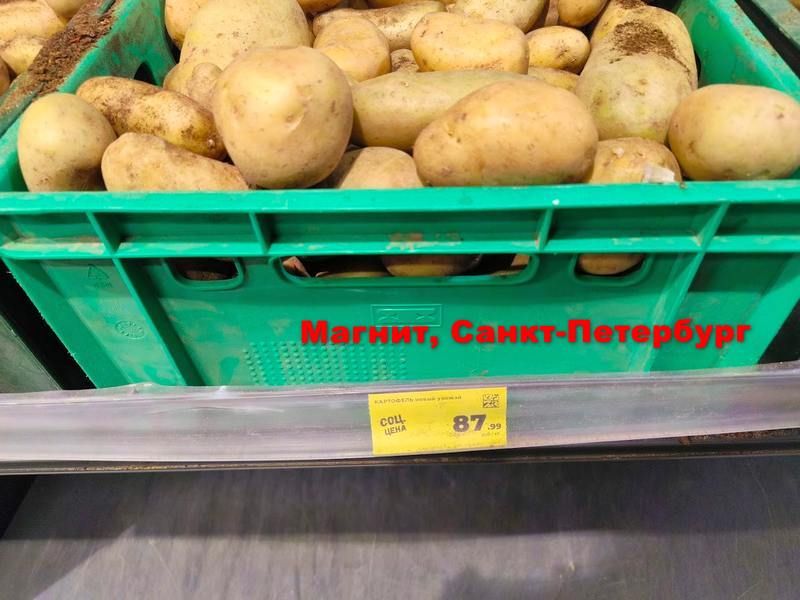 Магнит, Санкт-Петербург
КАРТОФЕЛЬ новый урожай
СОЦ.
ЦЕНА
87.99